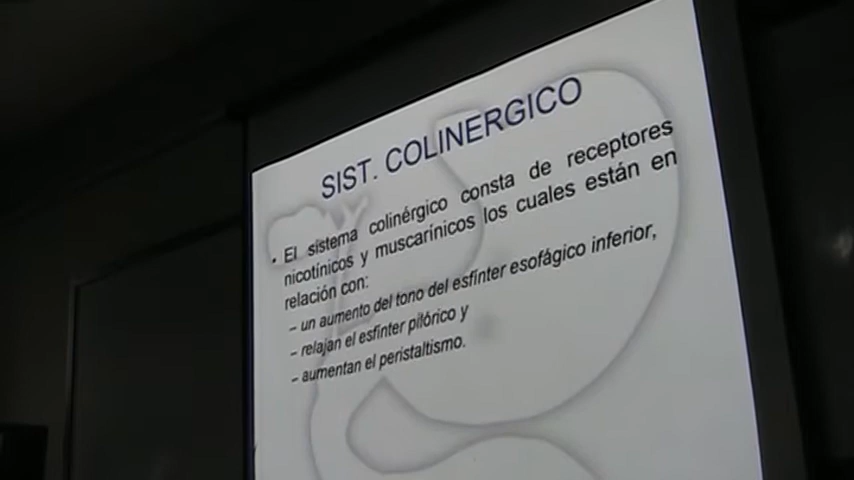 SIST. COLINERGICO
• El sistema colinérgico consta de receptores
nicotínicos y muscarínicos los cuales están en
relación con:
– un aumento del tono del esfínter esofágico inferior,
– relajan el esfínter pilórico y
– aumentan el peristaltismo.